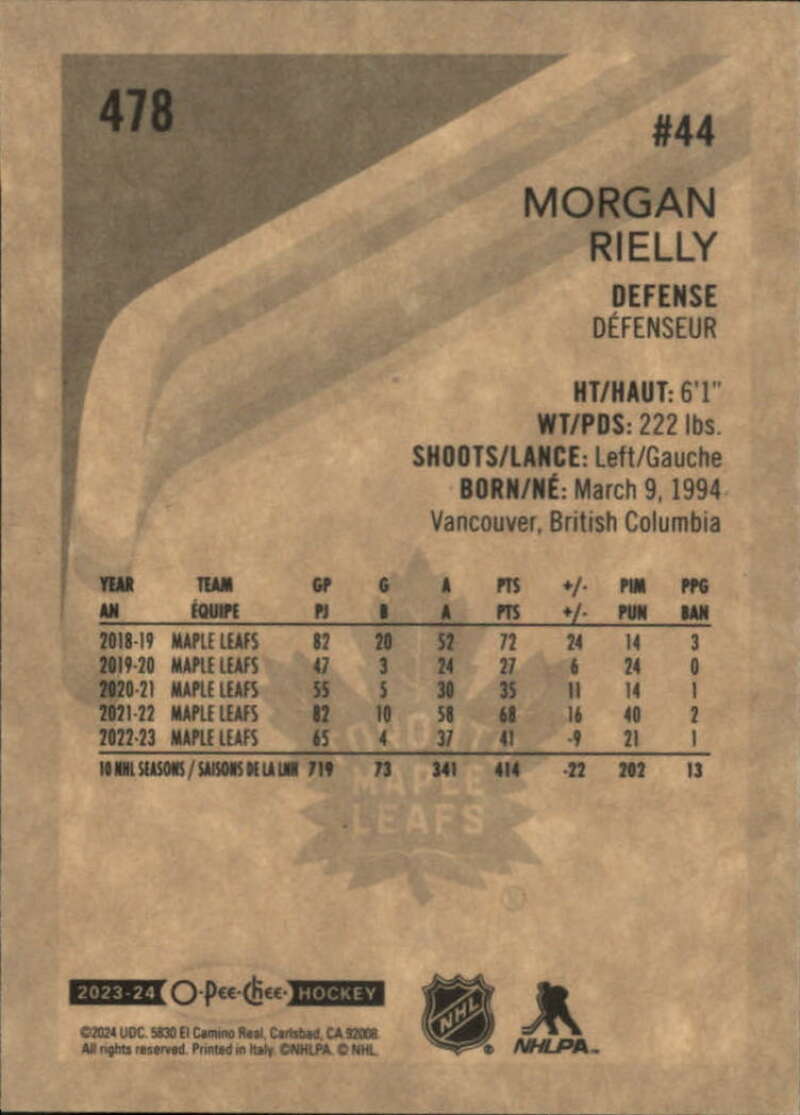 478
#44
MORGAN
RIELLY
DEFENSE
DÉFENSEUR
HT/HAUT: 6'1"
WT/PDS: 222 lbs.
SHOOTS/LANCE: Left/Gauche
BORN/NÉ: March 9, 1994
Vancouver, British Columbia
YEAR TEAM GP G A PTS +/- PIM PPG
AN ÉQUIPE PJ B A PTS +/- PUN BAN
2018-19 MAPLE LEAFS 82 20 52 72 24 14 3
2019-20 MAPLE LEAFS 47 3 24 27 6 24 0
2020-21 MAPLE LEAFS 55 5 30 35 11 14 1
2021-22 MAPLE LEAFS 82 10 58 68 16 40 2
2022-23 MAPLE LEAFS 65 4 37 41 -9 21 1
10 NHL SEASONS / SAISONS DE LA LNH 719 73 341 414 -22 202 13
TORONTO
MAPLE
LEAFS
2023-24 O-Pee-Chee HOCKEY
©2024 UDC. 5830 El Camino Real, Carlsbad, CA 92008.
All rights reserved. Printed in Italy. ©NHLPA. © NHL.
NHL
NHLPA